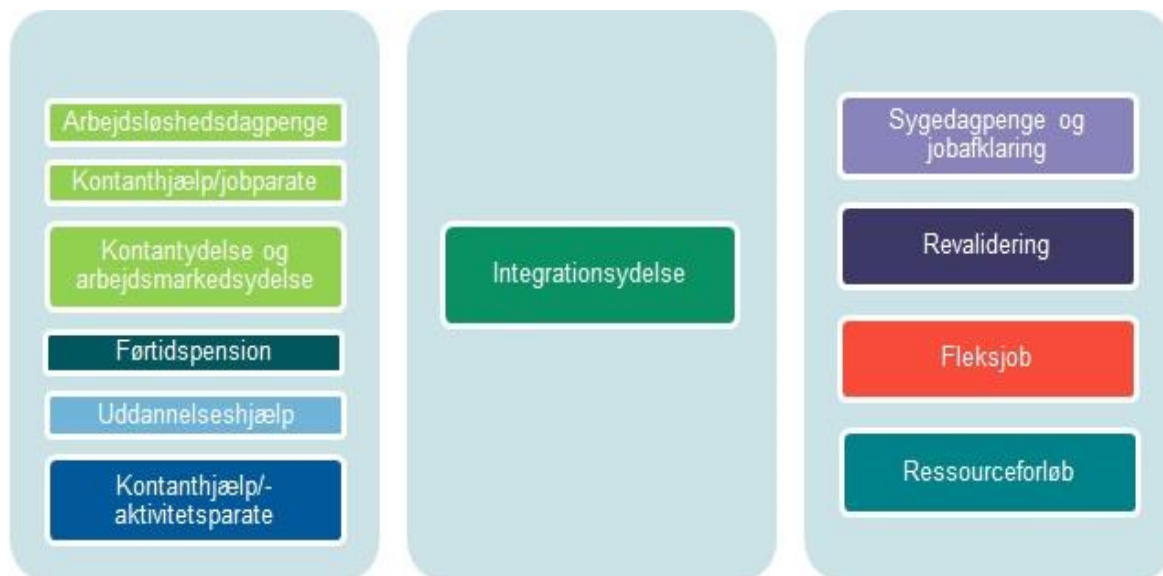 Arbejdsløshedsdagpenge
Kontanthjælp/jobparate
Kontantydelse og
arbejdsmarkedsydelse
Førtidspension
Uddannelseshjælp
Kontanthjælp/-
aktivitetsparate
Integrationsydelse
Sygedagpenge og
jobafklaring
Revalidering
Fleksjob
Ressourceforløb